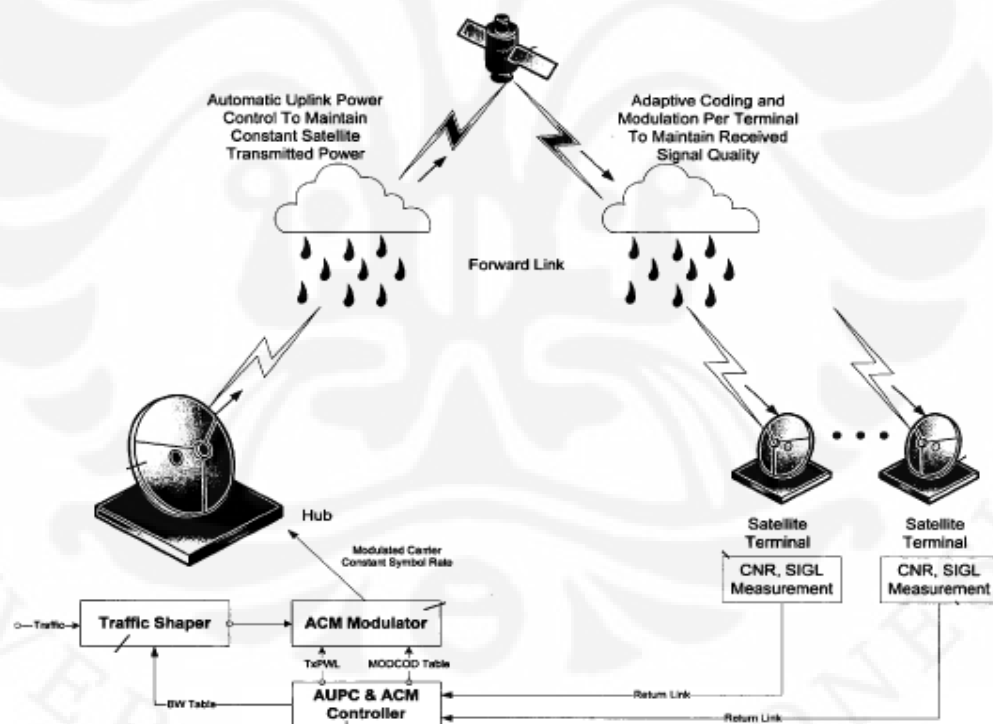 Automatic Uplink Power
Control To Maintain
Constant Satellite
Transmitted Power
Adaptive Coding and
Modulation Per Terminal
To Maintain Received
Signal Quality
Forward Link
Hub
Modulated Carrier
Constant Symbol Rate
Satellite
Terminal
Satellite
Terminal
CNR, SIGL
Measurement
CNR, SIGL
Measurement
Traffic
Traffic Shaper
ACM Modulator
TxPWL
MODCOD Table
BW Table
AUPC & ACM
Controller
Return Link
Return Link